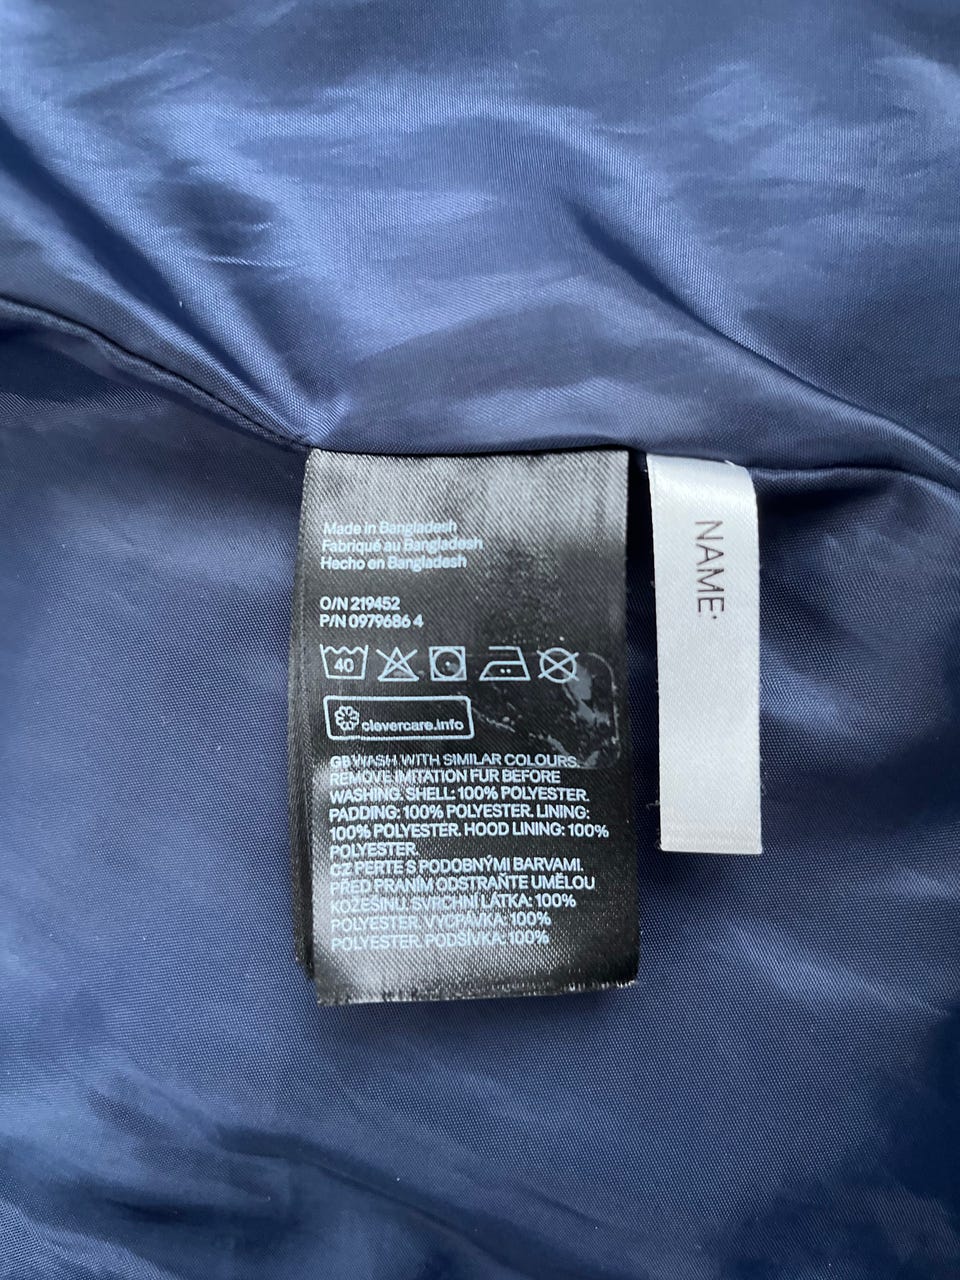 Made in Bangladesh
Fabriqué au Bangladesh
Hecho en Bangladesh
O/N 219452
P/N 0979686 4
40
clevercare.info
GB WASH WITH SIMILAR COLOURS.
REMOVE IMITATION FUR BEFORE
WASHING. SHELL: 100% POLYESTER.
PADDING: 100% POLYESTER. LINING:
100% POLYESTER. HOOD LINING: 100%
POLYESTER.
CZ PERTE S PODOBNÝMI BARVAMI.
PŘED PRANÍM ODSTRAŇTE UMĚLOU
KOŽEŠINU. SVRCHNÍ LÁTKA: 100%
POLYESTER. VÝCPÁVKA: 100%
POLYESTER. PODŠÍVKA: 100%
NAME: